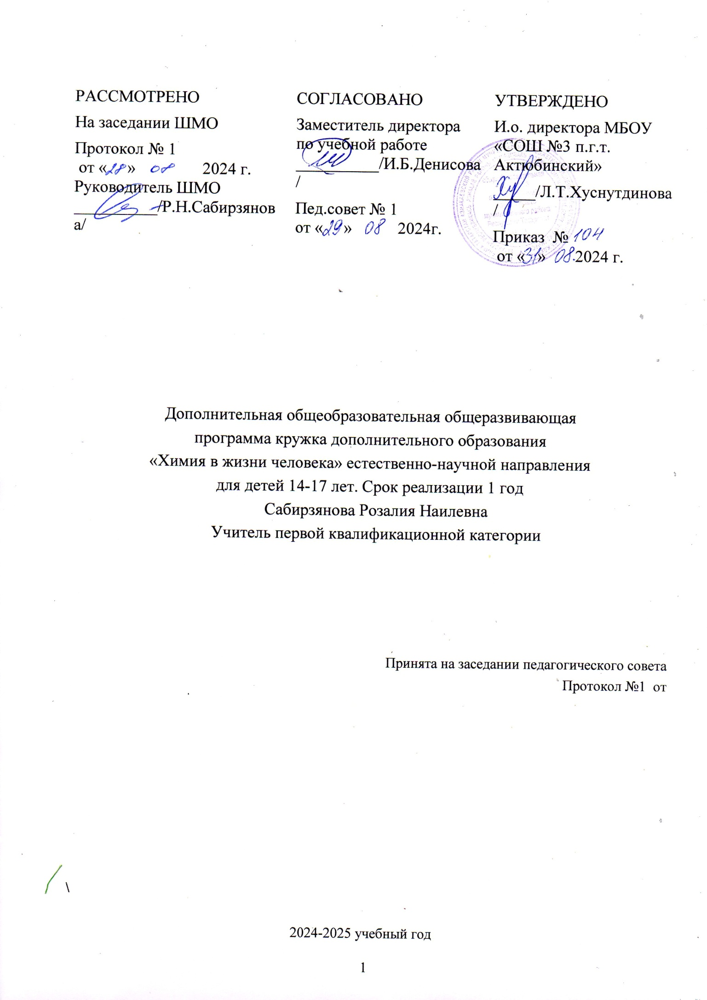 РАССМОТРЕНО
На заседании ШМО
Протокол № 1
от «28» 08 2024 г.
Руководитель ШМО
__________/Р.Н.Сабирзянов
а/
СОГЛАСОВАНО
Заместитель директора
по учебной работе
__________/И.Б.Денисова
/
Пед.совет № 1
от «29» 08 2024г.
УТВЕРЖДЕНО
И.о. директора МБОУ
«СОШ №3 п.г.т.
Актюбинский»
_____/Л.Т.Хуснутдинова
/
Приказ № 104
от «31» 08.2024 г.
Дополнительная общеобразовательная общеразвивающая
программа кружка дополнительного образования
«Химия в жизни человека» естественно-научной направления
для детей 14-17 лет. Срок реализации 1 год
Сабирзянова Розалия Наилевна
Учитель первой квалификационной категории
Принята на заседании педагогического совета
Протокол №1 от
2024-2025 учебный год
1